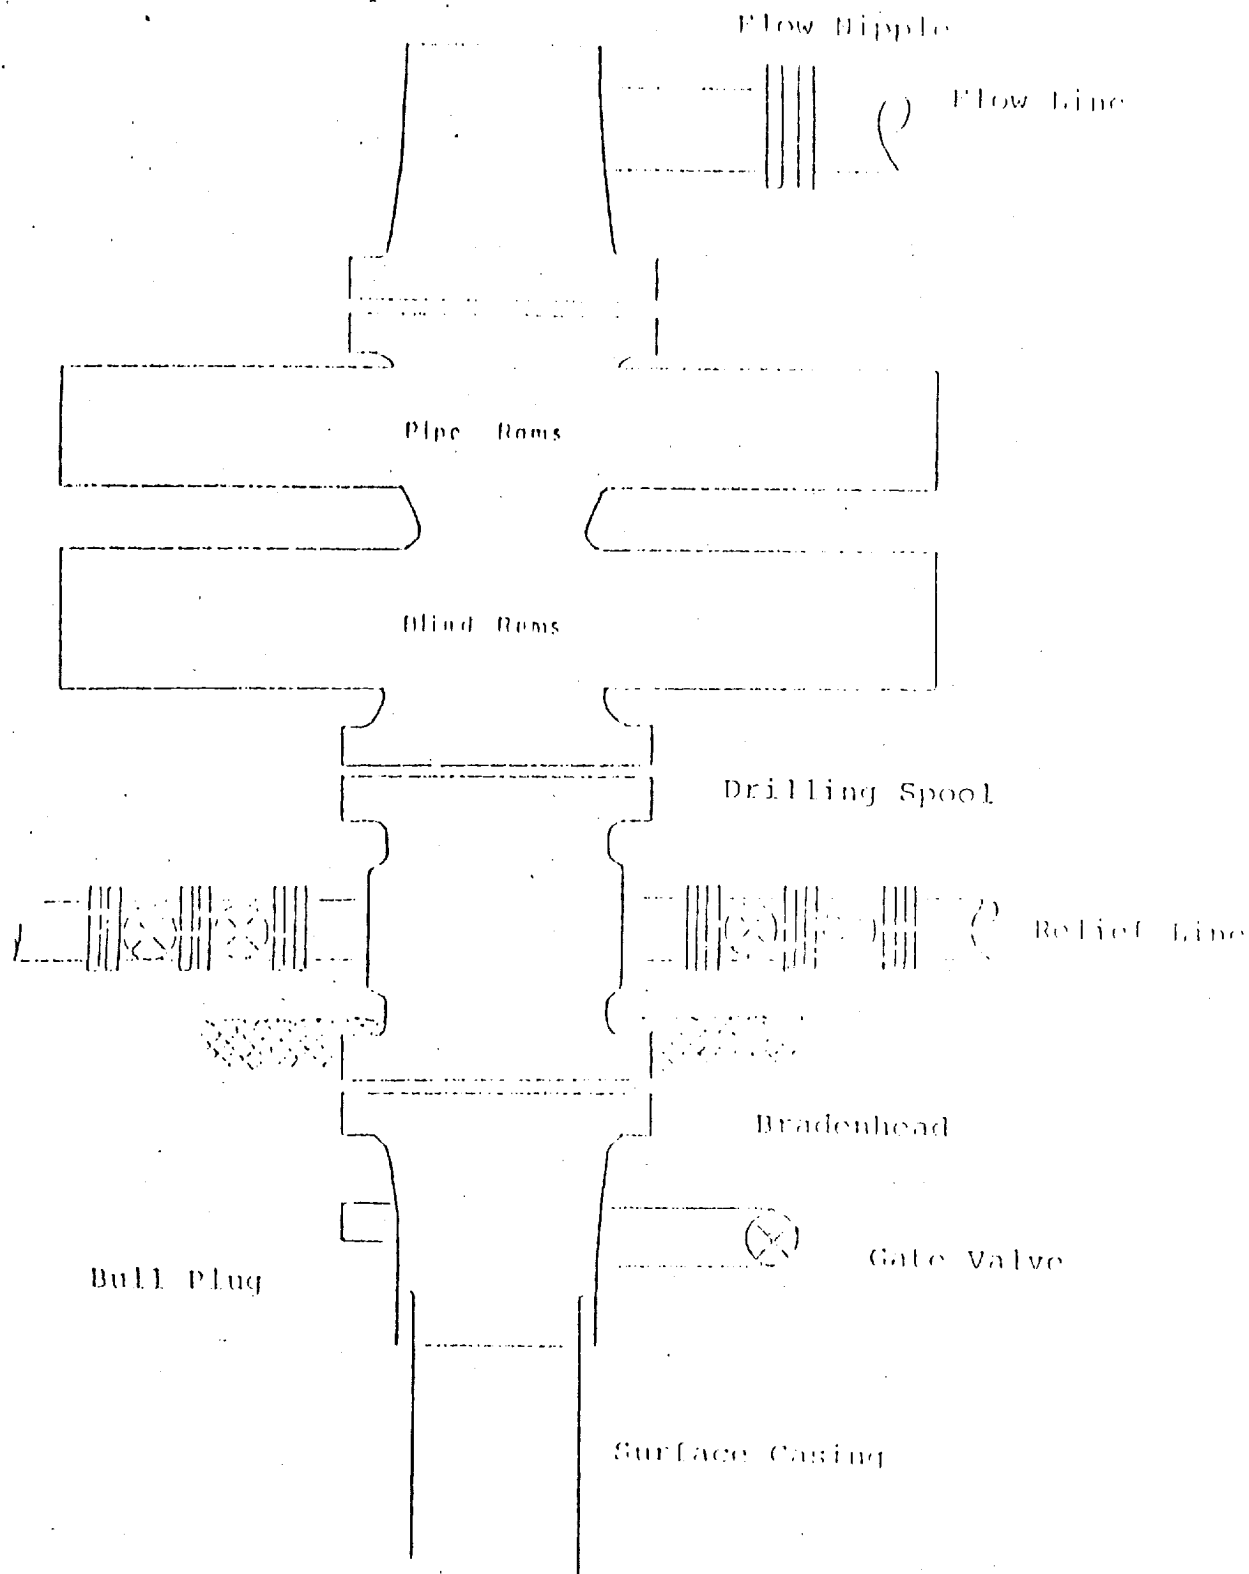 Flow Nipple
Flow Line
Pipe Rams
Blind Rams
Drilling Spool
Relief Line
Bradenhead
Gate Valve
Bull Plug
Surface Casing